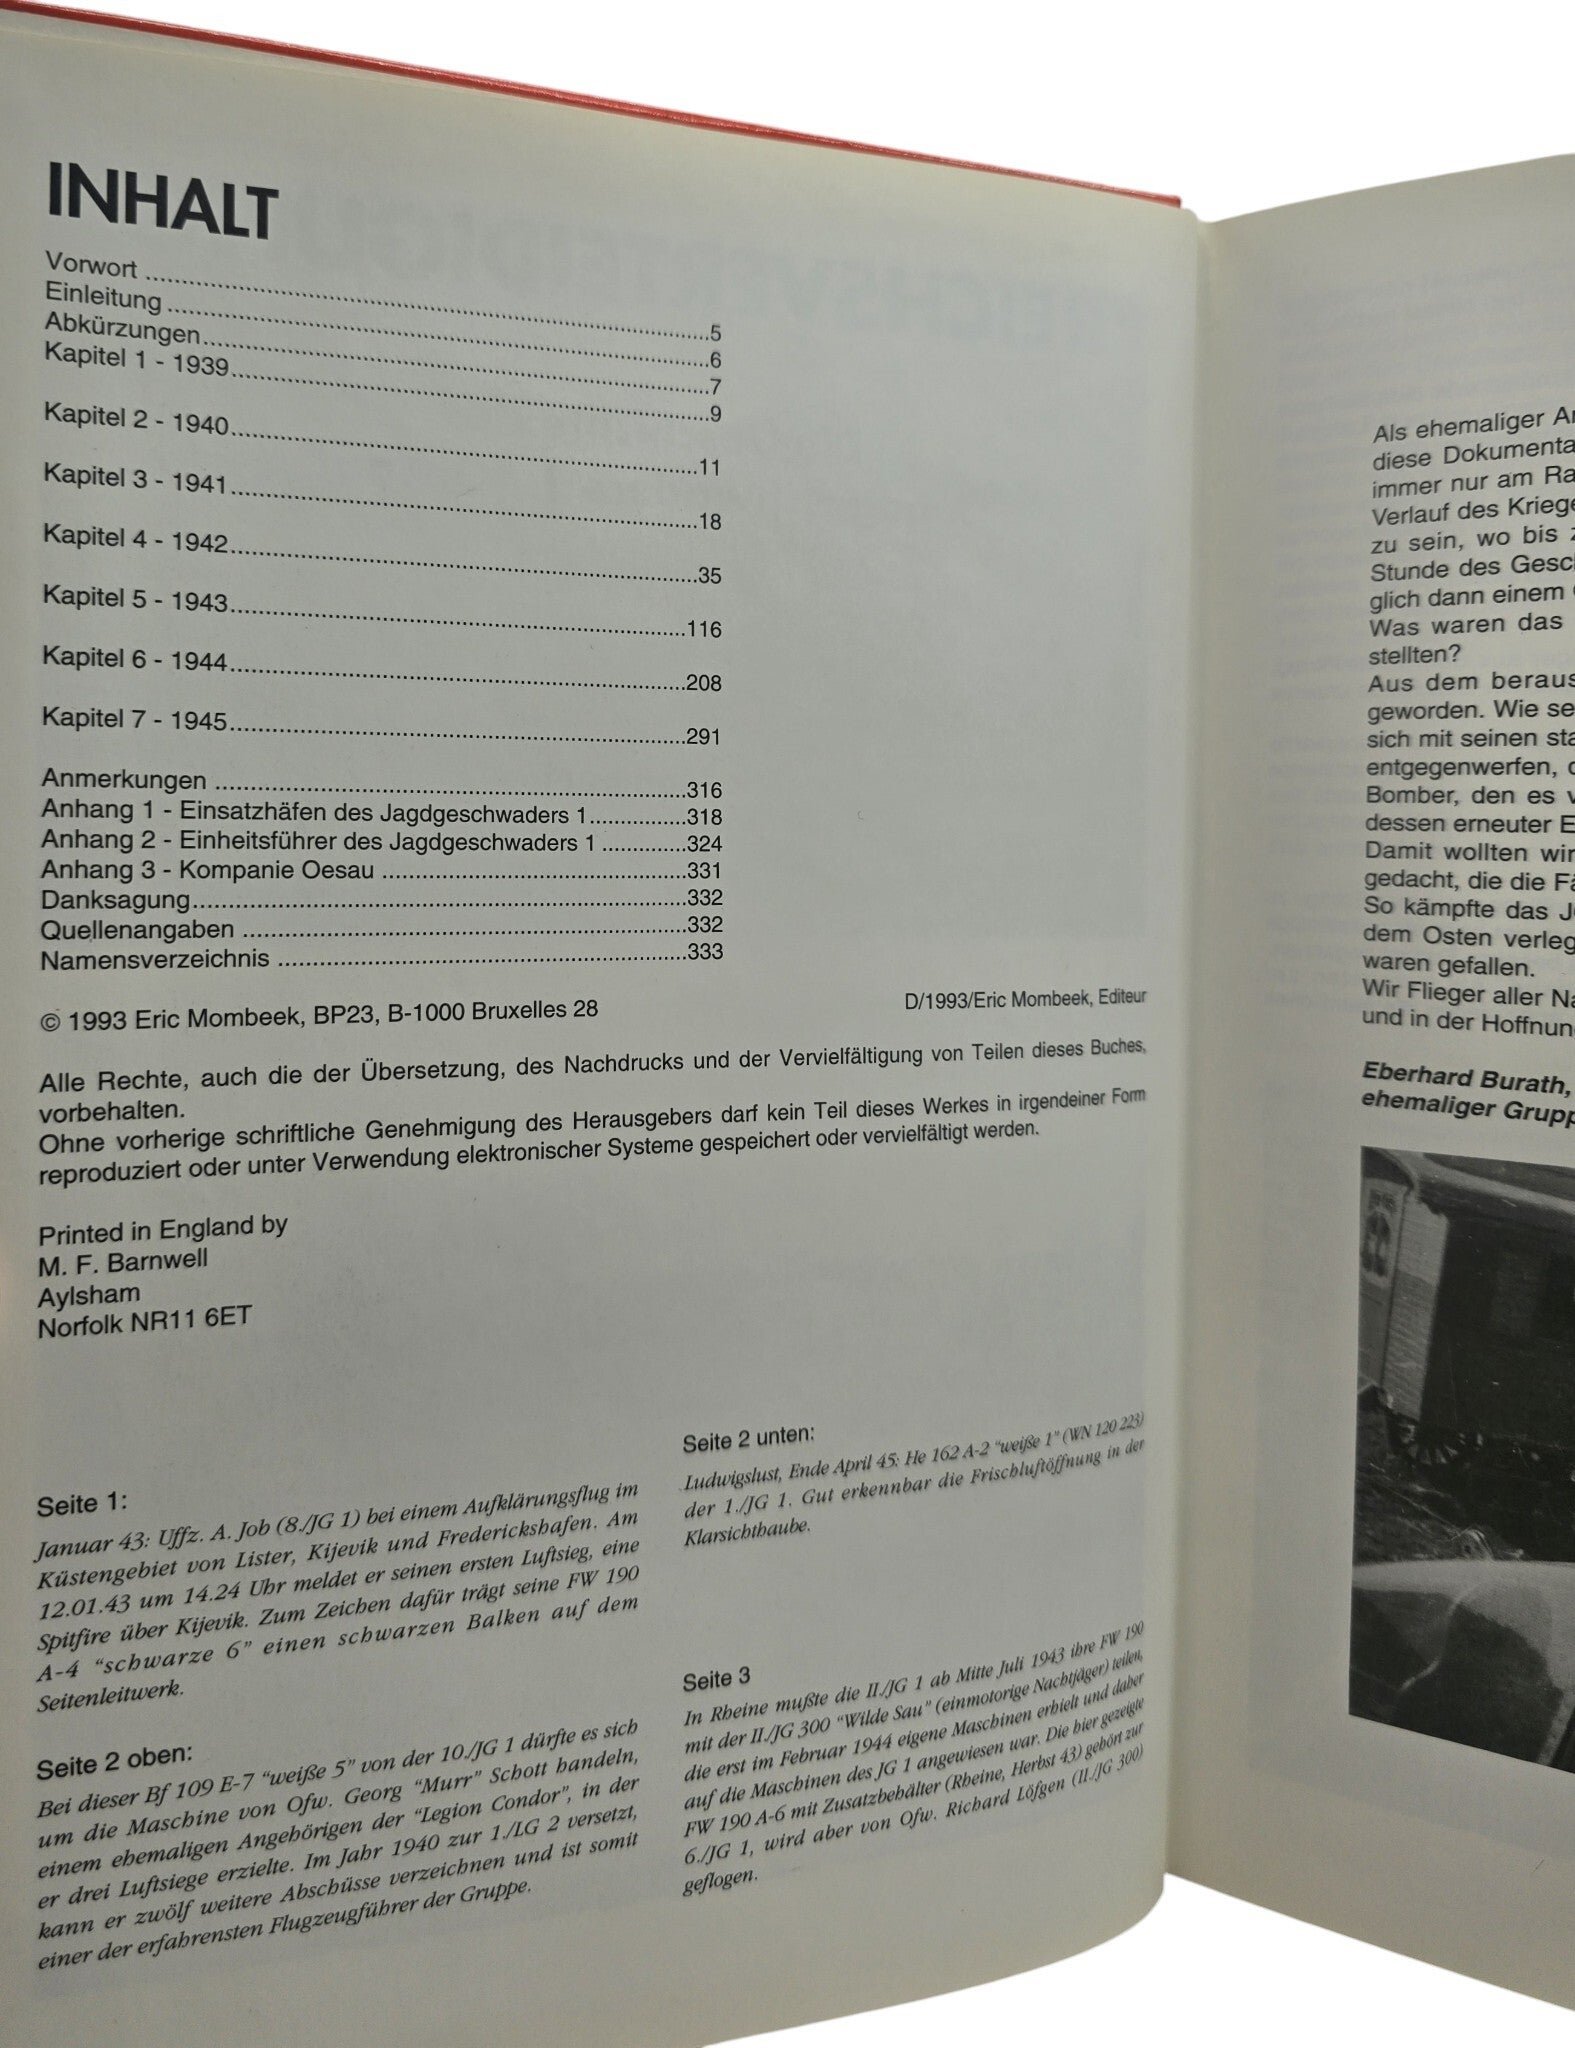 INHALT
Vorwort ........................................5
Einleitung ........................................6
Abkürzungen........................................7
Kapitel 1 - 1939........................................9
Kapitel 2 - 1940........................................11
Kapitel 3 - 1941........................................18
Kapitel 4 - 1942........................................35
Kapitel 5 - 1943........................................116
Kapitel 6 - 1944........................................208
Kapitel 7 - 1945........................................291
Anmerkungen ........................................316
Anhang 1 - Einsatzhäfen des Jagdgeschwaders 1..............318
Anhang 2 - Einheitsführer des Jagdgeschwaders 1 ............324
Anhang 3 - Kompanie Oesau ........................................331
Danksagung........................................332
Quellenangaben ........................................332
Namensverzeichnis ........................................333
© 1993 Eric Mombeek, BP23, B-1000 Bruxelles 28
D/1993/Eric Mombeek, Editeur
Alle Rechte, auch die der Übersetzung, des Nachdrucks und der Vervielfältigung von Teilen dieses Buches,
vorbehalten.
Ohne vorherige schriftliche Genehmigung des Herausgebers darf kein Teil dieses Werkes in irgendeiner Form
reproduziert oder unter Verwendung elektronischer Systeme gespeichert oder vervielfältigt werden.
Printed in England by
M. F. Barnwell
Aylsham
Norfolk NR11 6ET
Seite 1:
Januar 43: Uffz. A. Job (8./JG 1) bei einem Aufklärungsflug im
Küstengebiet von Lister, Kijevik und Frederickshafen. Am
12.01.43 um 14.24 Uhr meldet er seinen ersten Luftsieg, eine
Spitfire über Kijevik. Zum Zeichen dafür trägt seine FW 190
A-4 "schwarze 6" einen schwarzen Balken auf dem
Seitenleitwerk.
Seite 2 oben:
Bei dieser Bf 109 E-7 "weiße 5" von der 10./JG 1 dürfte es sich
um die Maschine von Ofw. Georg "Murr" Schott handeln,
einem ehemaligen Angehörigen der "Legion Condor", in der
er drei Luftsiege erzielte. Im Jahr 1940 zur 1./LG 2 versetzt,
kann er zwölf weitere Abschüsse verzeichnen und ist somit
einer der erfahrensten Flugzeugführer der Gruppe.
Seite 2 unten:
Ludwigslust, Ende April 45: He 162 A-2 "weiße 1" (WN 120 223)
der 1./JG 1. Gut erkennbar die Frischluftöffnung in der
Klarsichthaube.
Seite 3
In Rheine mußte die II./JG 1 ab Mitte Juli 1943 ihre FW 190
mit der II./JG 300 "Wilde Sau" (einmotorige Nachtjäger) teilen,
die erst im Februar 1944 eigene Maschinen erhielt und daher
auf die Maschinen des JG 1 angewiesen war. Die hier gezeigte
FW 190 A-6 mit Zusatzbehälter (Rheine, Herbst 43) gehört zur
6./JG 1, wird aber von Ofw. Richard Löfgen (II./JG 300)
geflogen.
Als ehemaliger
diese
immer nur am
Verlauf des
zu sein, wo bis
Stunde des
glich dann einem
Was waren das
stellten?
Aus dem
geworden. Wie
sich mit seinen
entgegenwerfen,
Bomber, den es
dessen erneuter
Damit wollten
gedacht, die die
So kämpfte das
dem Osten
waren gefallen.
Wir Flieger aller
und in der
Eberhard Burath,
ehemaliger